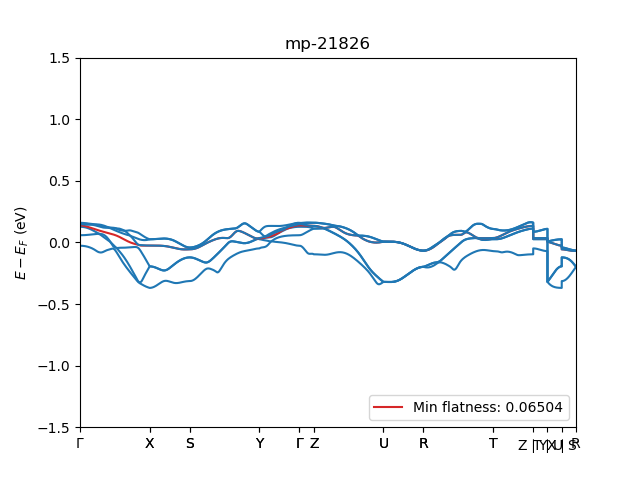 mp-21826
E − E_F (eV)
1.5
1.0
0.5
0.0
−0.5
−1.0
−1.5
Min flatness: 0.06504
Γ X S Y Γ Z U R T Z | T Y | X U | S R